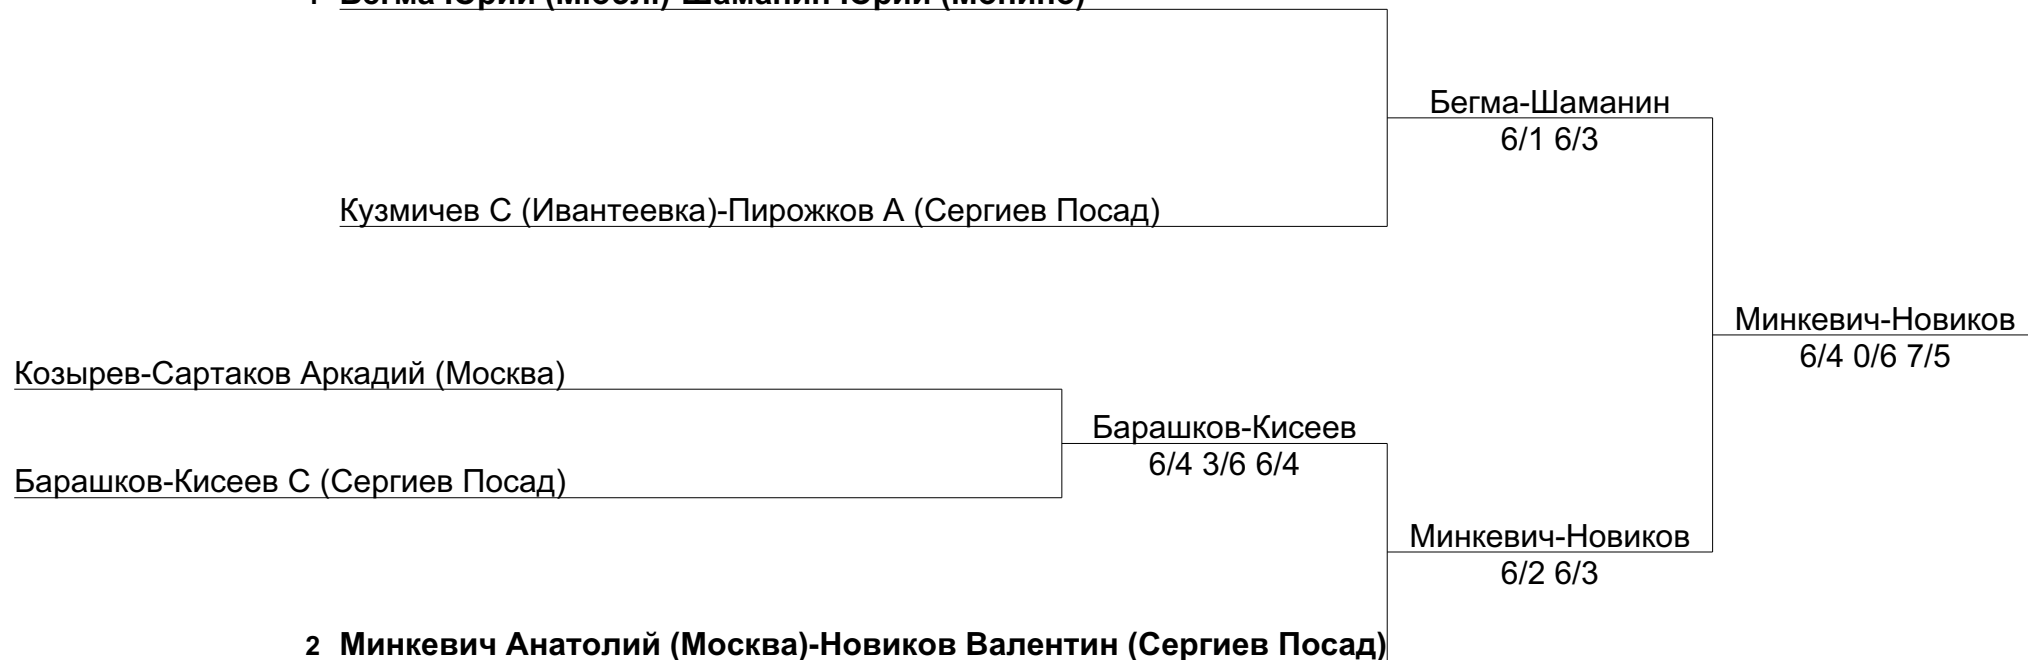 Бегма-Шаманин
6/1 6/3
Кузмичев С (Ивантеевка)-Пирожков А (Сергиев Посад)
Минкевич-Новиков
6/4 0/6 7/5
Козырев-Сартаков Аркадий (Москва)
Барашков-Кисеев
6/4 3/6 6/4
Барашков-Кисеев С (Сергиев Посад)
Минкевич-Новиков
6/2 6/3
2 Минкевич Анатолий (Москва)-Новиков Валентин (Сергиев Посад)